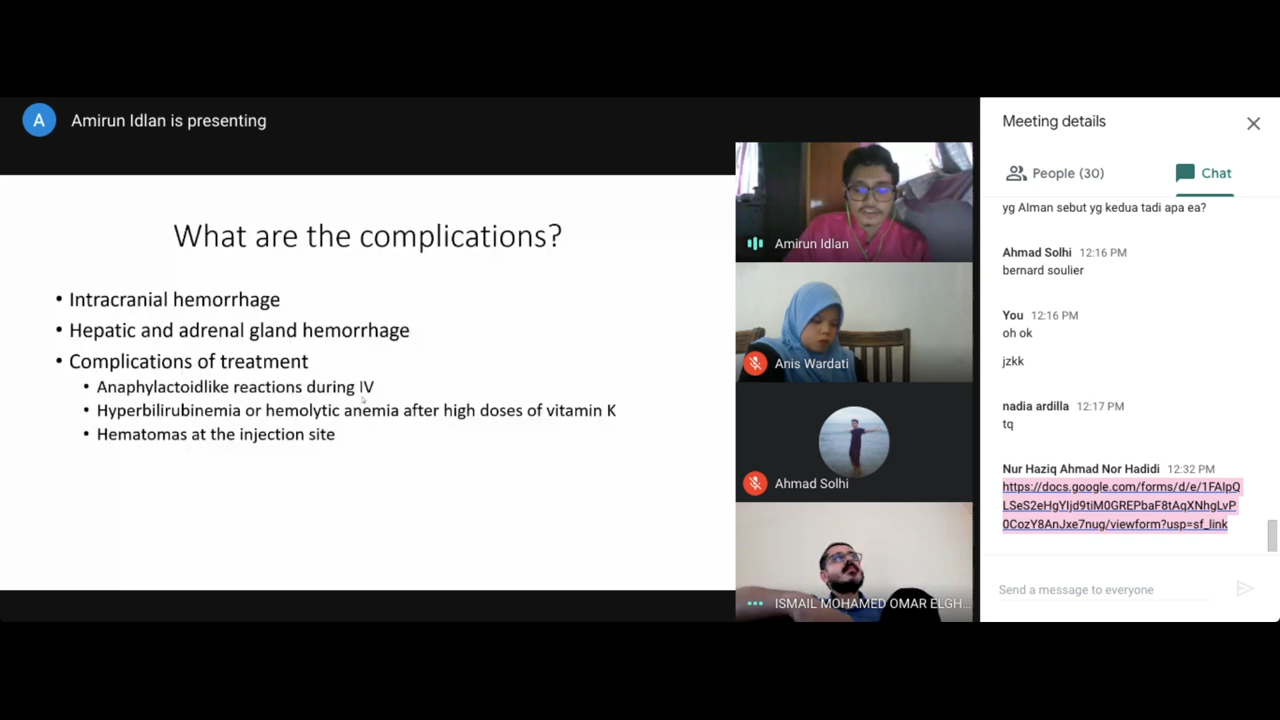 A
Amirun Idlan is presenting
What are the complications?
• Intracranial hemorrhage
• Hepatic and adrenal gland hemorrhage
• Complications of treatment
• Anaphylactoidlike reactions during IV
• Hyperbilirubinemia or hemolytic anemia after high doses of vitamin K
• Hematomas at the injection site
Amirun Idlan
Anis Wardati
Ahmad Solhi
ISMAIL MOHAMED OMAR ELGH...
Meeting details
People (30)
Chat
yg Alman sebut yg kedua tadi apa ea?
Ahmad Solhi 12:16 PM
bernard soulier
You 12:16 PM
oh ok
jzkk
nadia ardilla 12:17 PM
tq
Nur Haziq Ahmad Nor Hadidi 12:32 PM
https://docs.google.com/forms/d/e/1FAIpQ
LSeS2eHgYIjd9tiM0GREPbaF8tAqXNhgLvP
0CozY8AnJxe7nug/viewform?usp=sf_link
Send a message to everyone